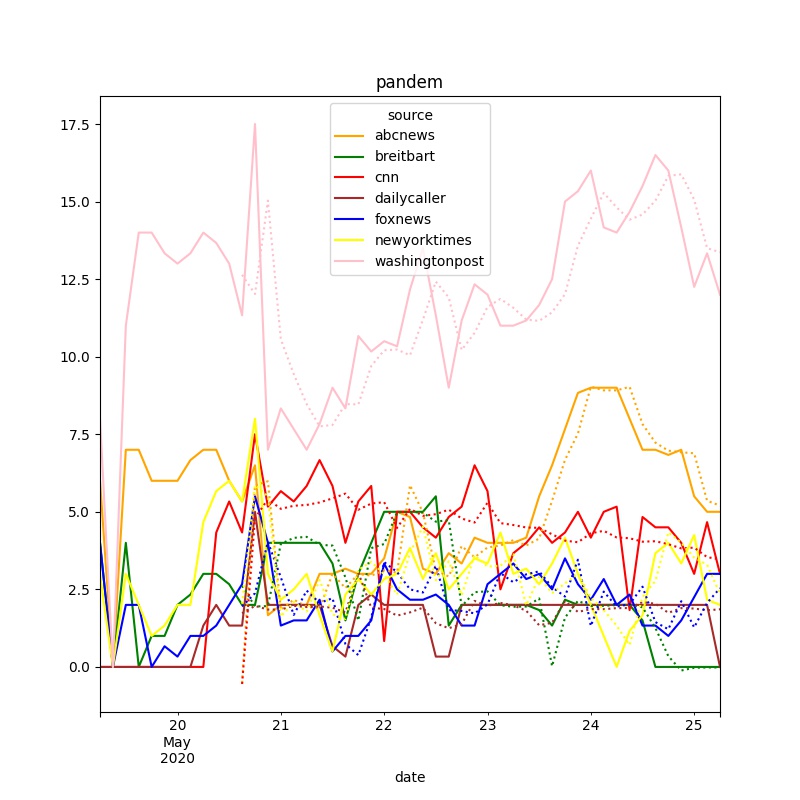 pandem
source
abcnews
breitbart
cnn
dailycaller
foxnews
newyorktimes
washingtonpost
17.5
15.0
12.5
10.0
7.5
5.0
2.5
0.0
20 21 22 23 24 25
May
2020
date